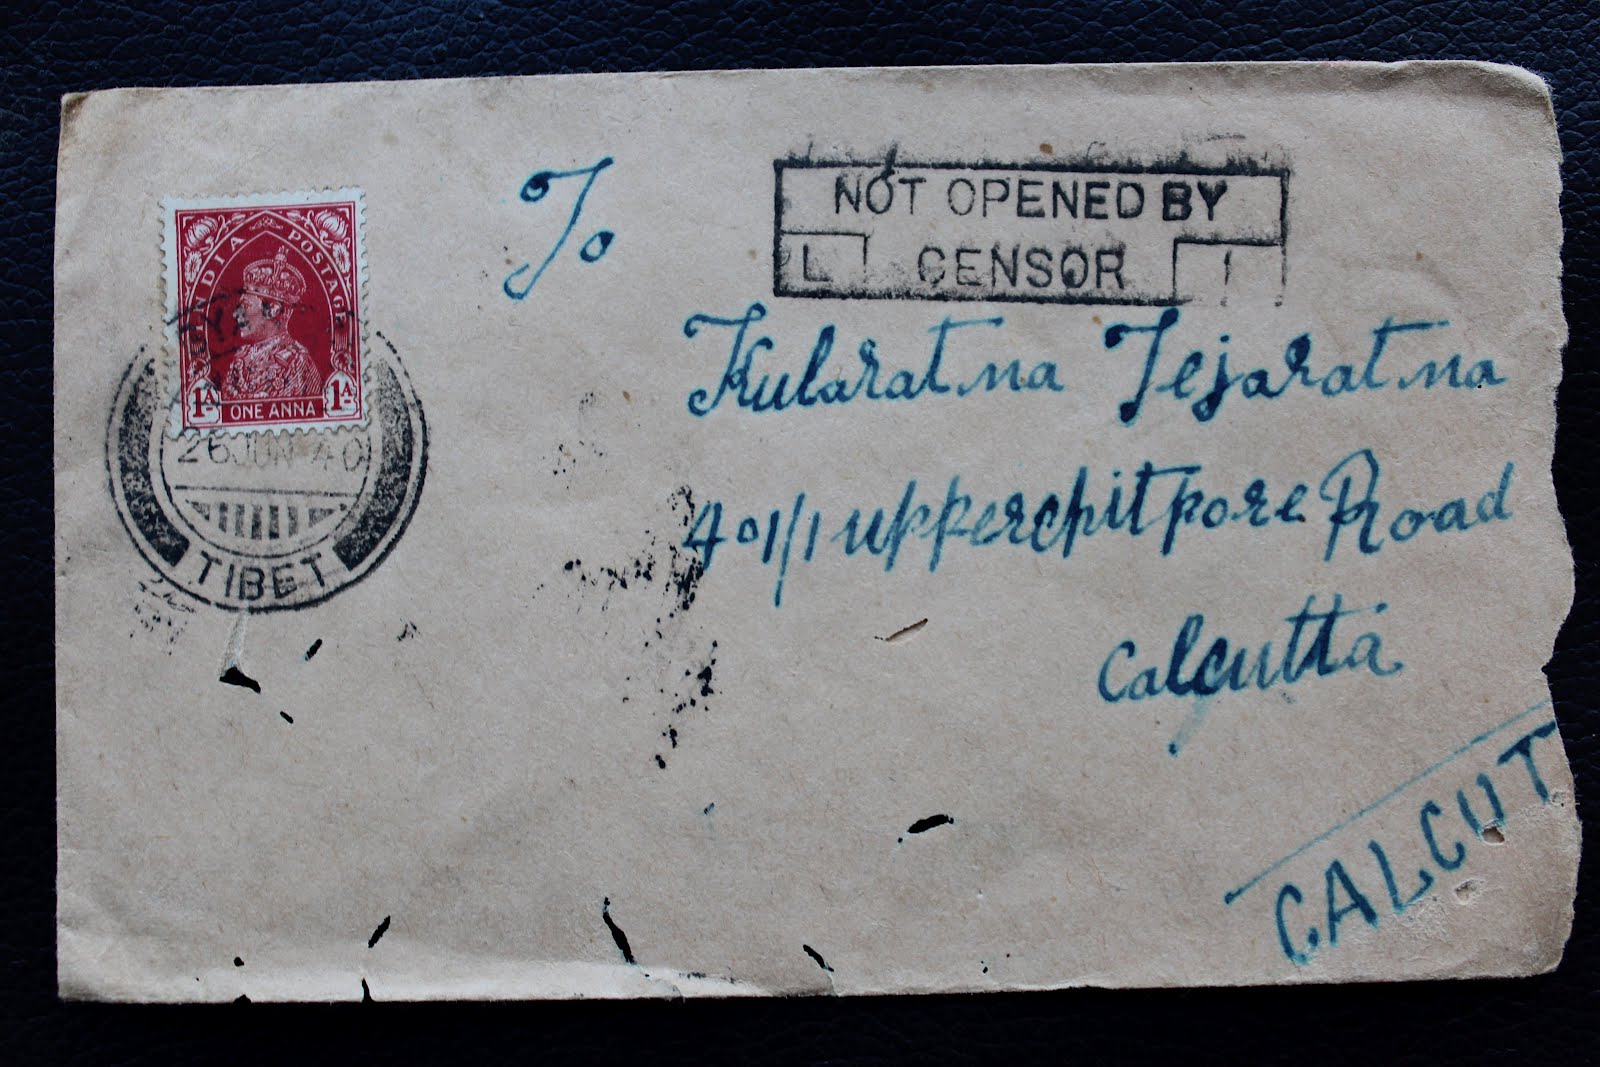 INDIA POSTAGE
1A 1A
ONE ANNA
26 JUN 40
TIBET
To
NOT OPENED BY
L CENSOR
Kularatna Tejaratna
401/1 upperchitpore Road
Calcutta
CALCUT